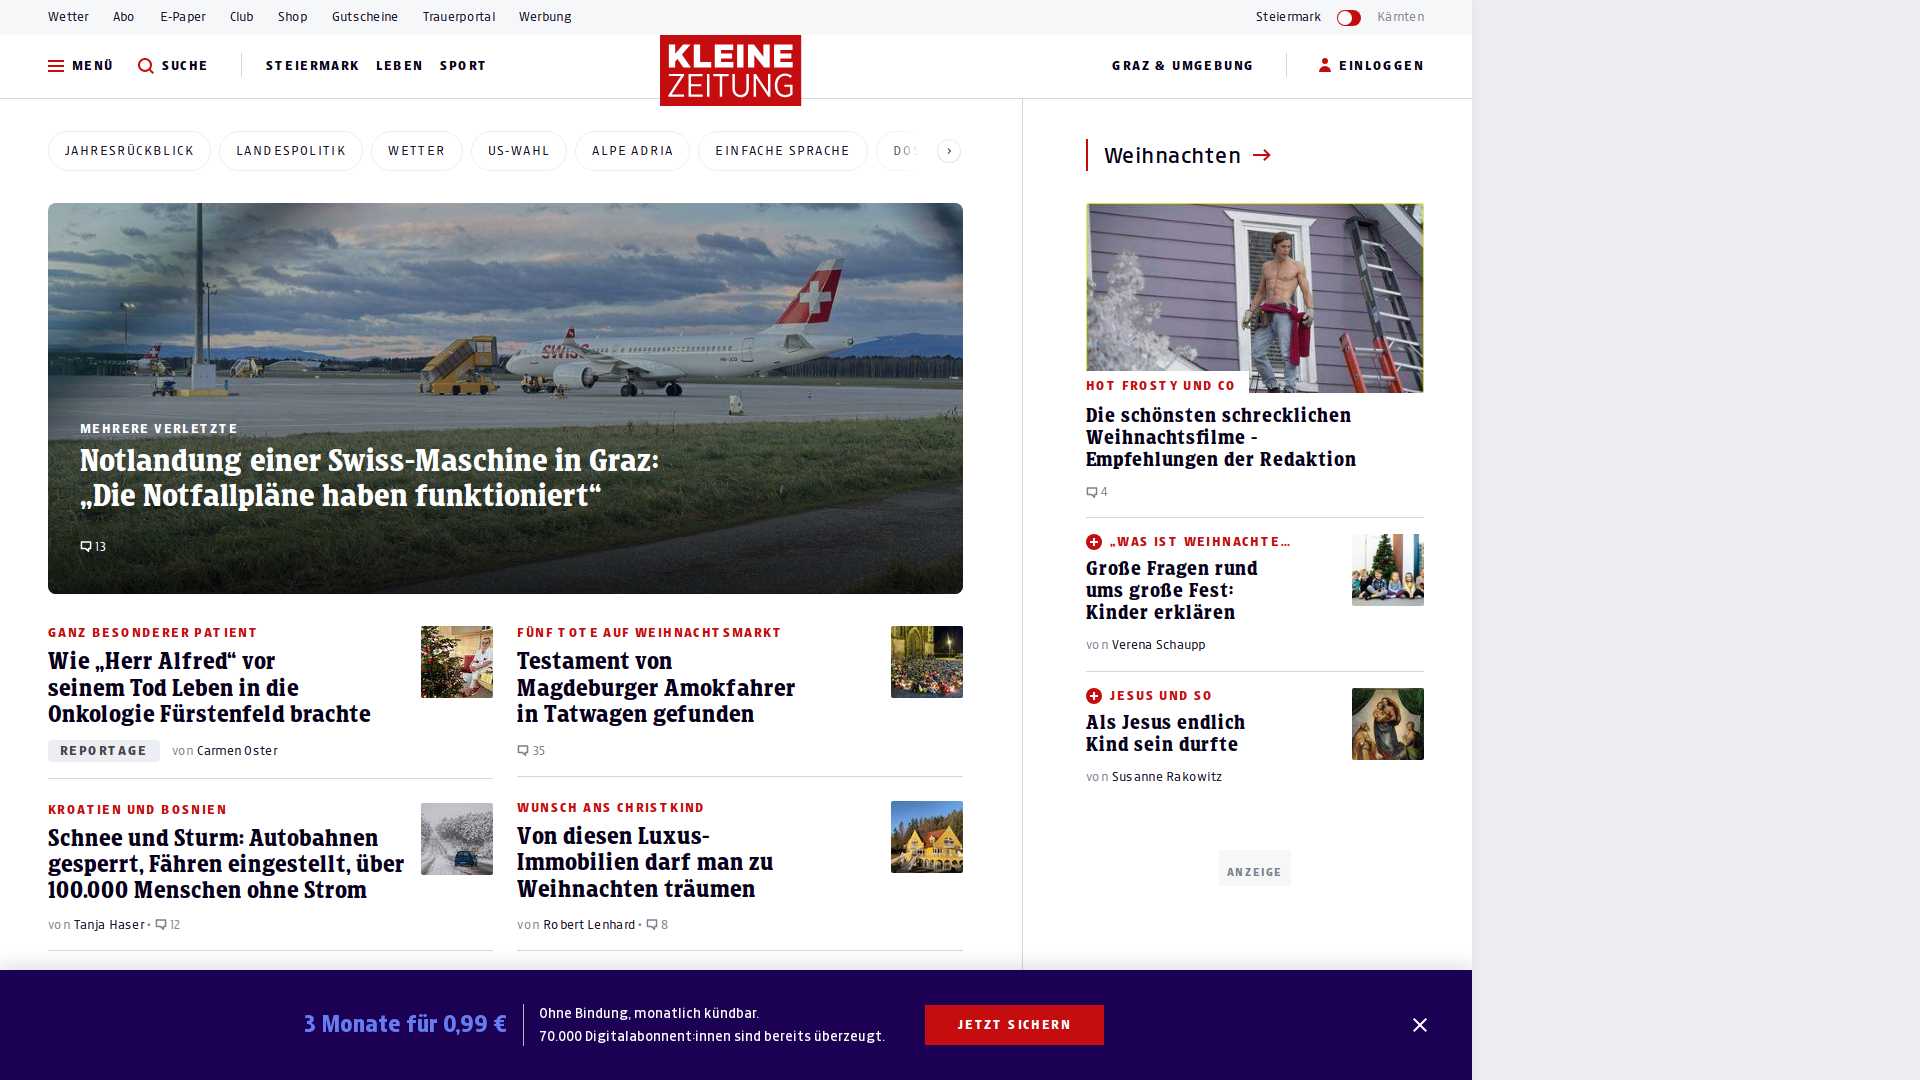 Wetter Abo E-Paper Club Shop Gutscheine Trauerportal Werbung Steiermark Kärnten
MENÜ SUCHE STEIERMARK LEBEN SPORT KLEINE ZEITUNG GRAZ & UMGEBUNG EINLOGGEN
JAHRESRÜCKBLICK LANDESPOLITIK WETTER US-WAHL ALPE ADRIA EINFACHE SPRACHE
MEHRERE VERLETZTE
Notlandung einer Swiss-Maschine in Graz:
„Die Notfallpläne haben funktioniert“
13
SWISS
GANZ BESONDERER PATIENT
Wie „Herr Alfred“ vor
seinem Tod Leben in die
Onkologie Fürstenfeld brachte
REPORTAGE von Carmen Oster
FÜNF TOTE AUF WEIHNACHTSMARKT
Testament von
Magdeburger Amokfahrer
in Tatwagen gefunden
35
KROATIEN UND BOSNIEN
Schnee und Sturm: Autobahnen
gesperrt, Fähren eingestellt, über
100.000 Menschen ohne Strom
von Tanja Haser • 12
WUNSCH ANS CHRISTKIND
Von diesen Luxus-
Immobilien darf man zu
Weihnachten träumen
von Robert Lenhard • 8
Weihnachten
HOT FROSTY UND CO
Die schönsten schrecklichen
Weihnachtsfilme -
Empfehlungen der Redaktion
4
„WAS IST WEIHNACHTE…
Große Fragen rund
ums große Fest:
Kinder erklären
von Verena Schaupp
JESUS UND SO
Als Jesus endlich
Kind sein durfte
von Susanne Rakowitz
ANZEIGE
3 Monate für 0,99 €
Ohne Bindung, monatlich kündbar.
70.000 Digitalabonnent:innen sind bereits überzeugt.
JETZT SICHERN